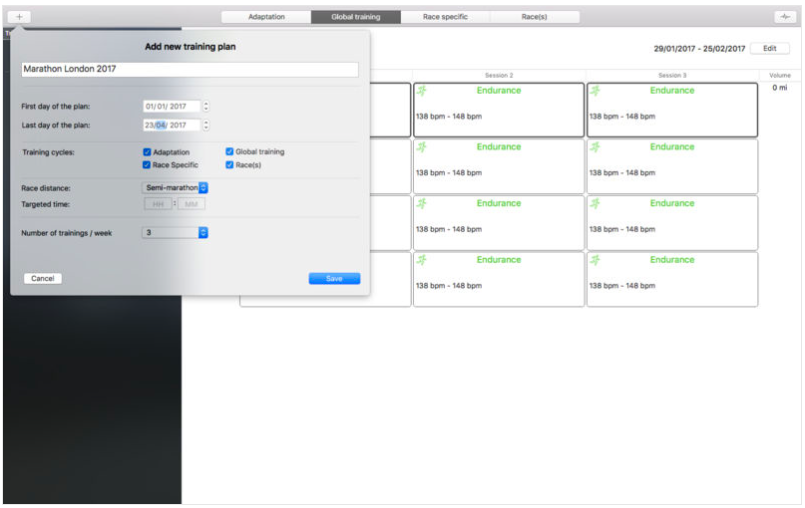 + Adaptation Global training Race specific Race(s)
Add new training plan
Marathon London 2017
First day of the plan: 01/01/ 2017
Last day of the plan: 23/04/ 2017
Training cycles: Adaptation Global training
Race Specific Race(s)
Race distance: Semi-marathon
Targeted time: HH : MM
Number of trainings / week 3
Cancel Save
29/01/2017 - 25/02/2017 Edit
Session 2 Session 3 Volume
Endurance Endurance 0 mi
138 bpm - 148 bpm 138 bpm - 148 bpm
Endurance Endurance
138 bpm - 148 bpm 138 bpm - 148 bpm
Endurance Endurance
138 bpm - 148 bpm 138 bpm - 148 bpm
Endurance Endurance
138 bpm - 148 bpm 138 bpm - 148 bpm